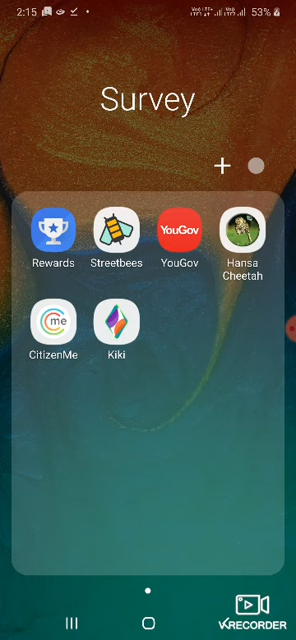 2:15
53%
Survey
YouGov
Rewards
Streetbees
YouGov
Hansa
Cheetah
me
CitizenMe
Kiki
VRECORDER